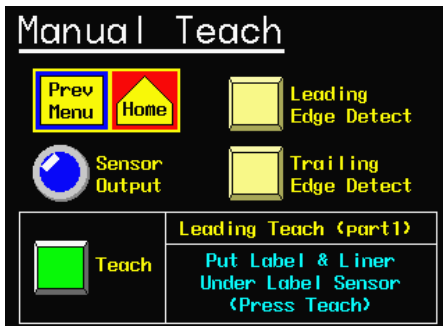 Manual Teach
Prev
Menu
Home
Leading
Edge Detect
Sensor
Output
Trailing
Edge Detect
Teach
Leading Teach (part1)
Put Label & Liner
Under Label Sensor
(Press Teach)